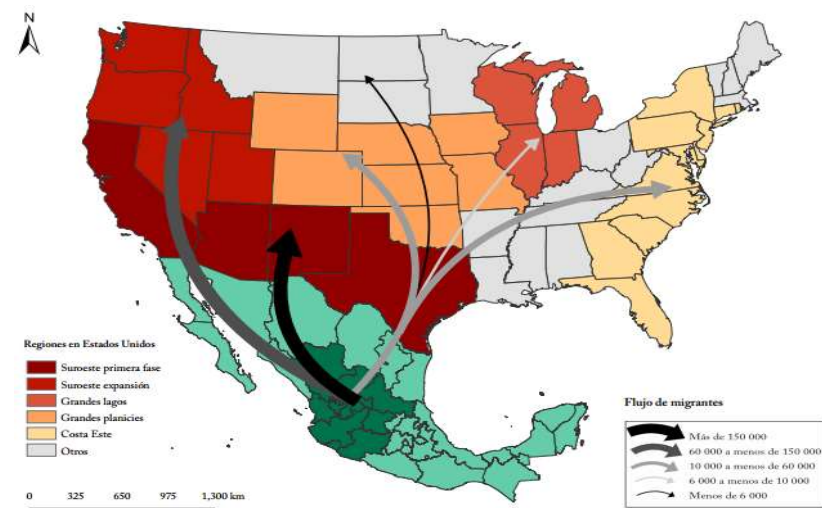 N
Regiones en Estados Unidos
Suroeste primera fase
Suroeste expansión
Grandes lagos
Grandes planicies
Costa Este
Otros
0 325 650 975 1,300 km
Flujo de migrantes
Más de 150 000
60 000 a menos de 150 000
10 000 a menos de 60 000
6 000 a menos de 10 000
Menos de 6 000